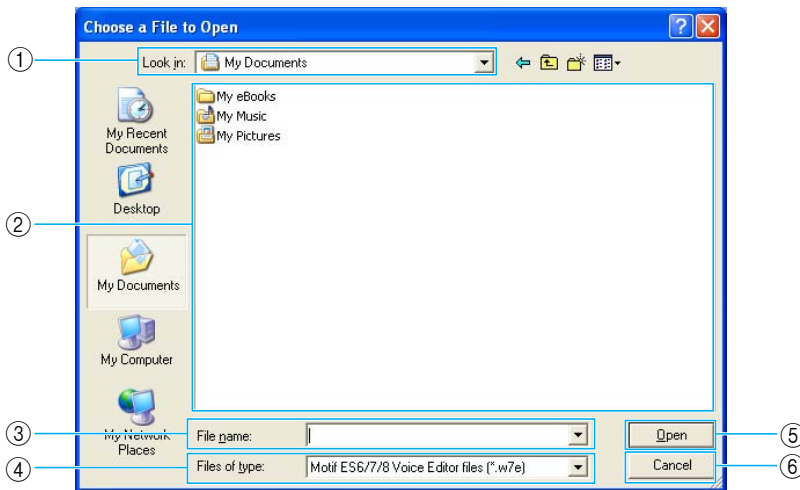 Choose a File to Open
? X
① Look in: My Documents
My eBooks
My Music
My Pictures
My Recent
Documents
Desktop
②
My Documents
My Computer
My Network
Places
③ File name: Open ⑤
④ Files of type: Motif ES6/7/8 Voice Editor files (*.w7e) Cancel ⑥